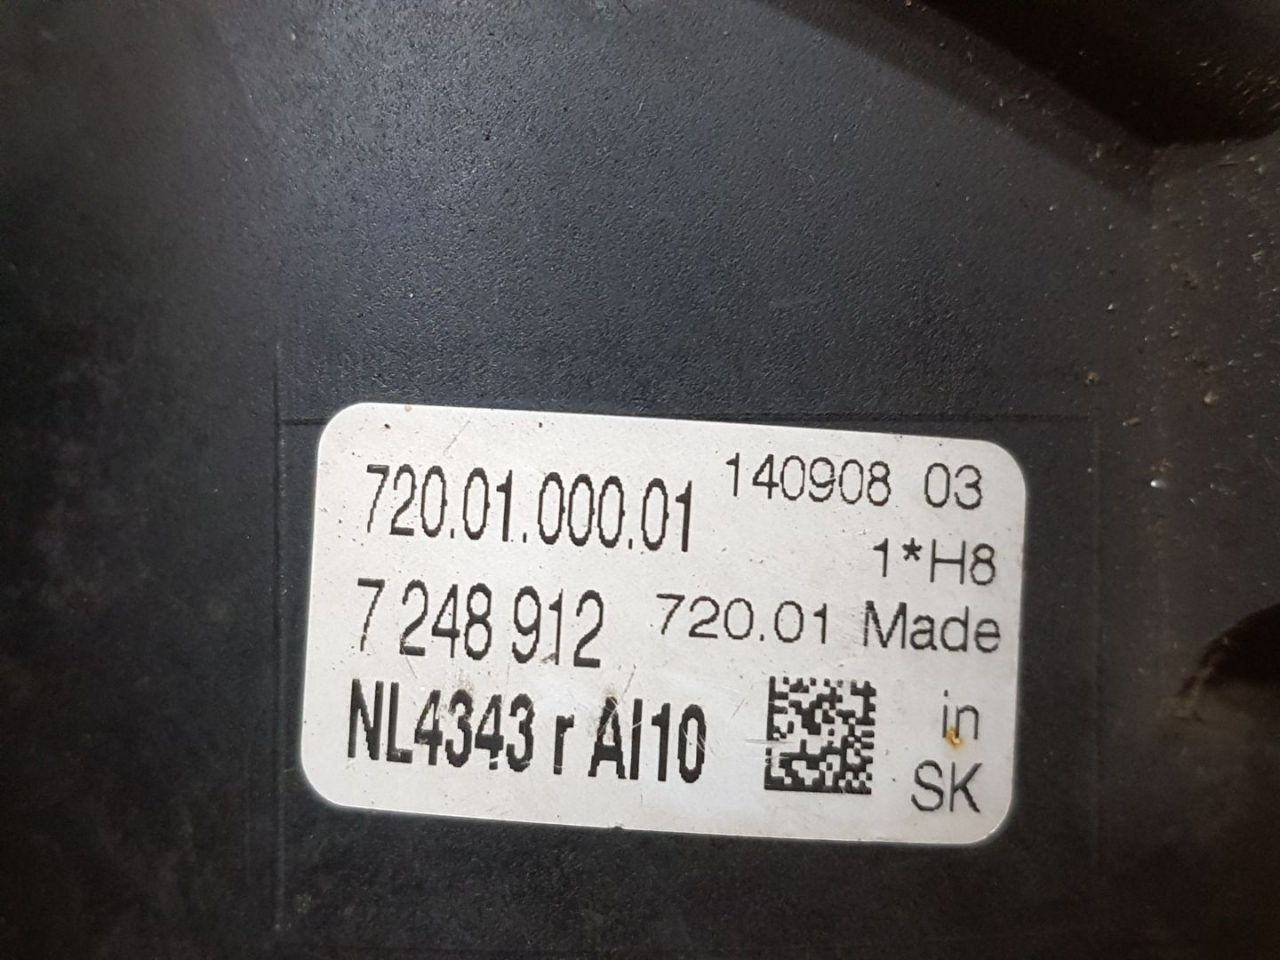 720.01.000.01 140908 03
1*H8
7 248 912 720.01 Made
in
NL4343 r AI10
SK